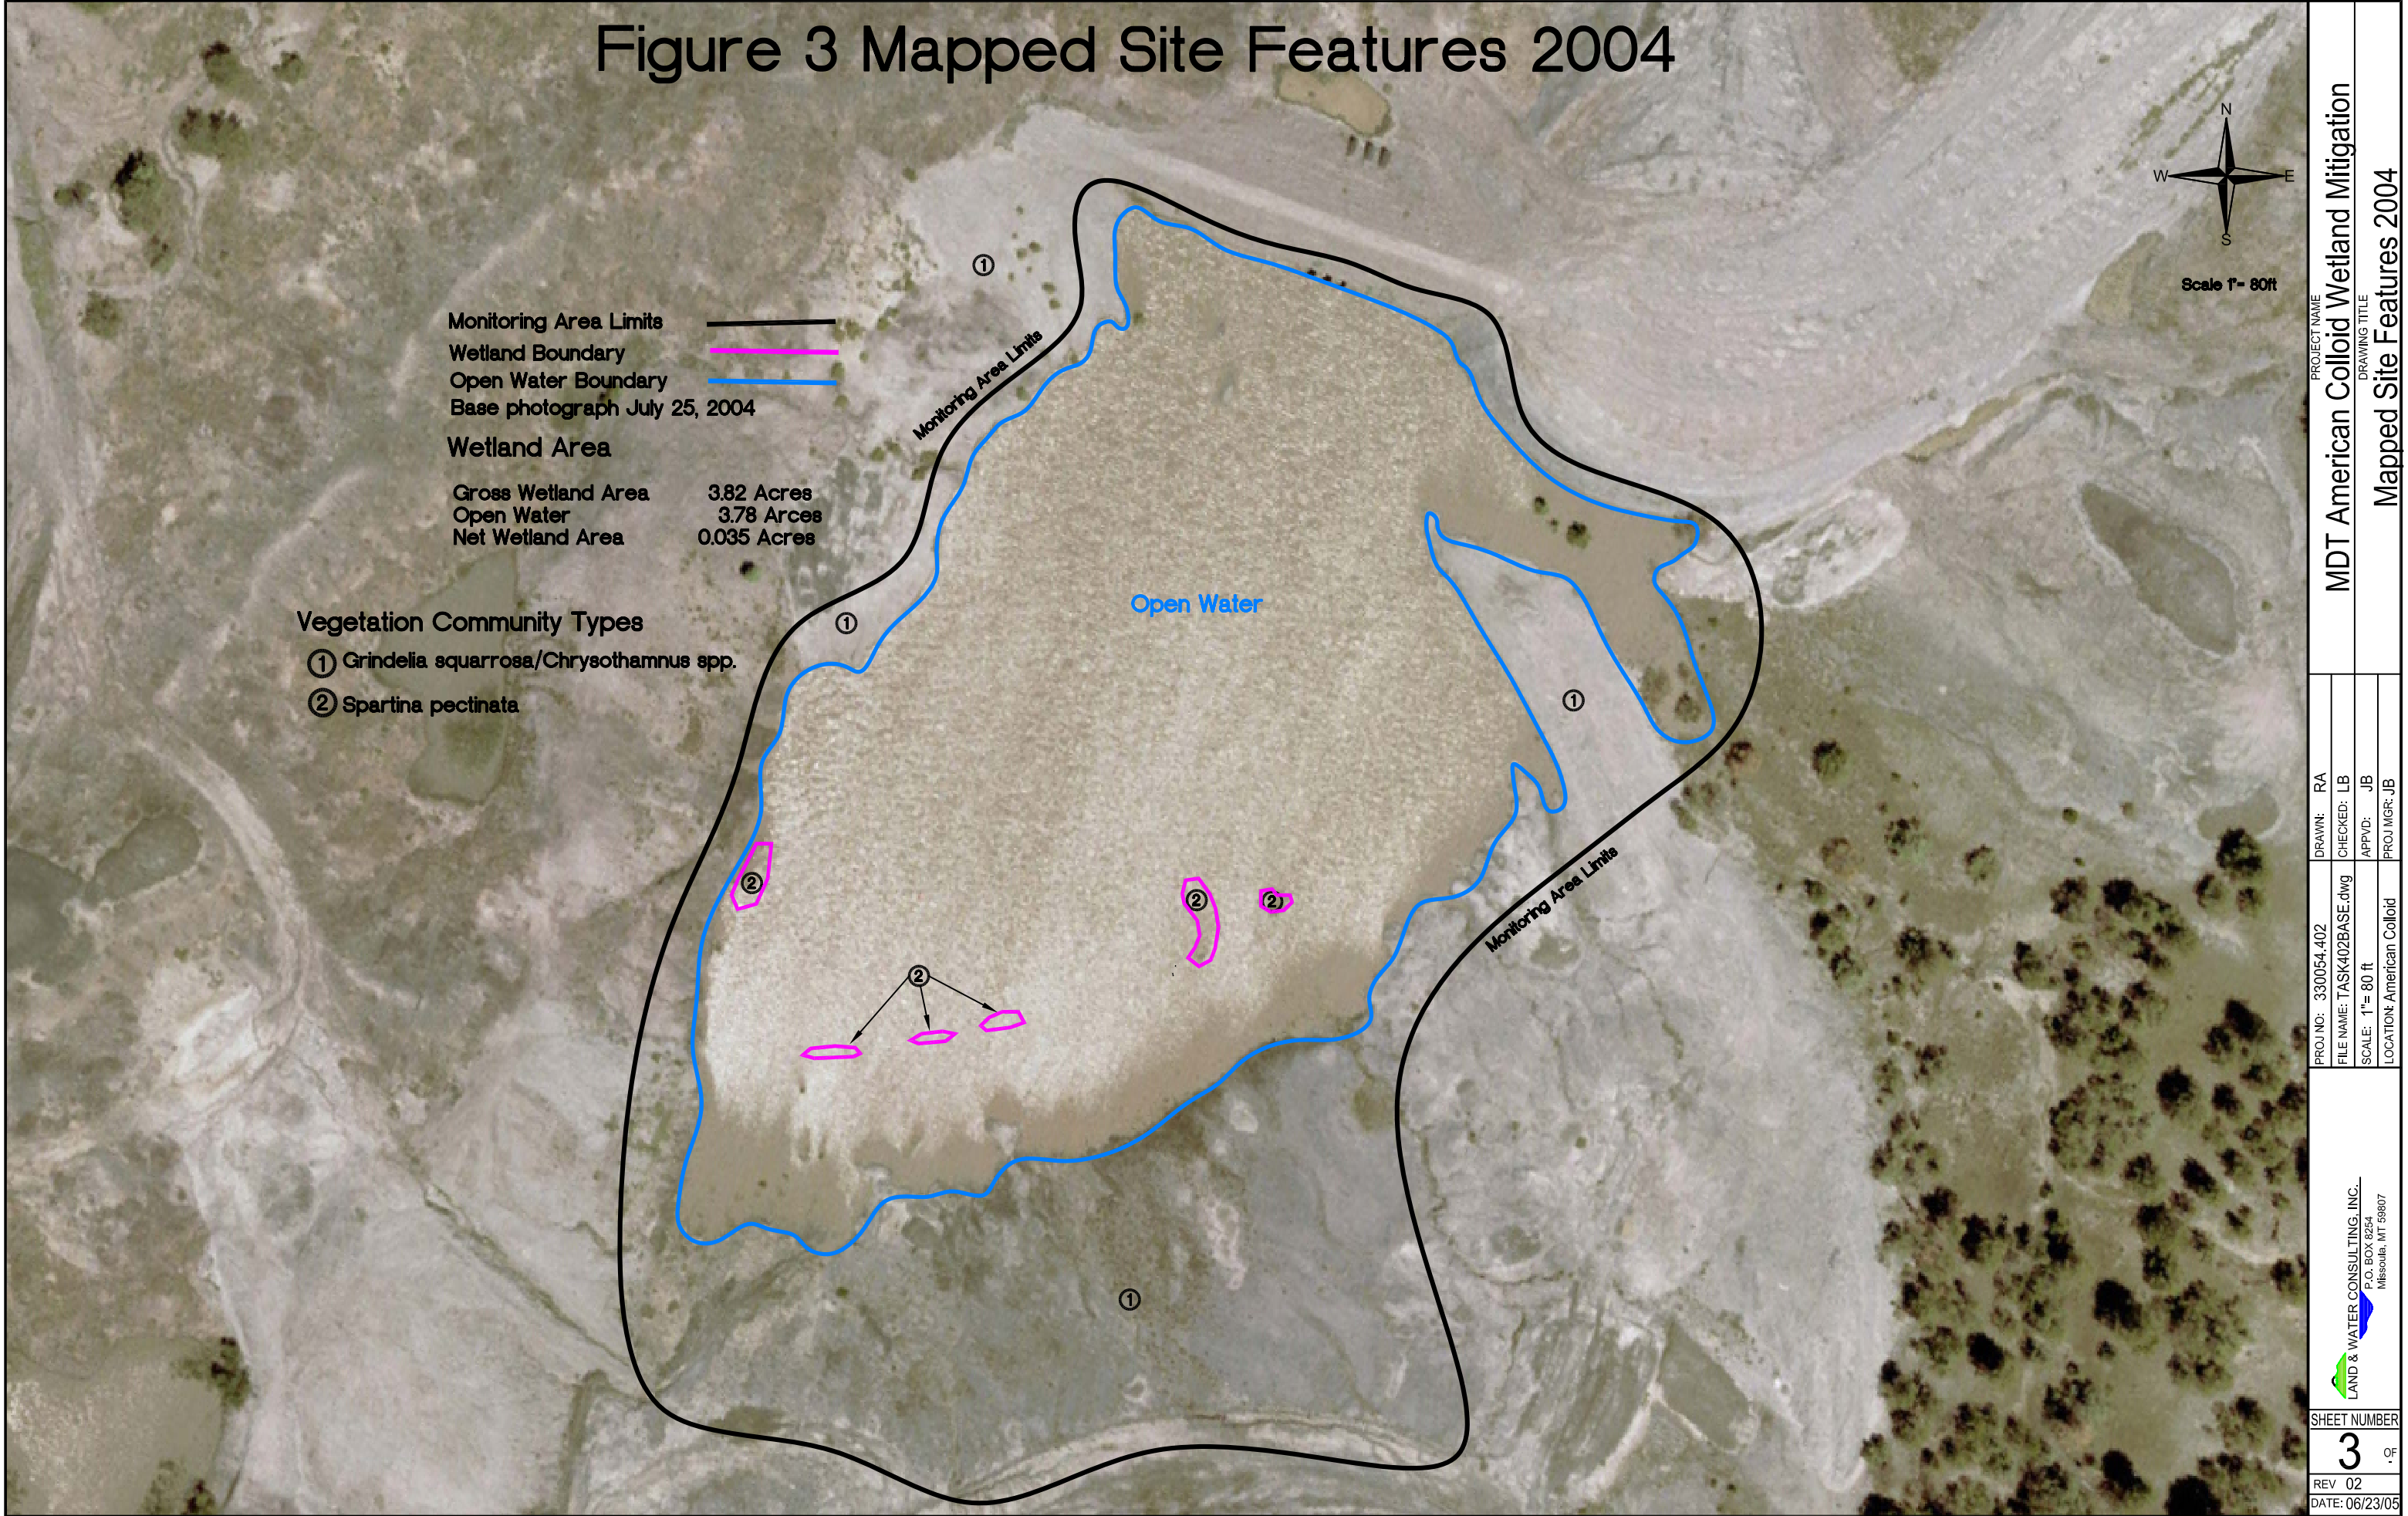 Figure 3 Mapped Site Features 2004
N
W
E
S
Scale 1"- 80ft
Monitoring Area Limits
Wetland Boundary
Open Water Boundary
Base photograph July 25, 2004
Wetland Area
Gross Wetland Area 3.82 Acres
Open Water 3.78 Arces
Net Wetland Area 0.035 Acres
Vegetation Community Types
1 Grindelia squarrosa/Chrysothamnus spp.
2 Spartina pectinata
1
Monitoring Area Limits
1
Open Water
1
2
2
2
2
Monitoring Area Limits
1
PROJECT NAME
MDT American Colloid Wetland Mitigation
DRAWING TITLE
Mapped Site Features 2004
DRAWN: RA
CHECKED: LB
APPVD: JB
PROJ MGR: JB
PROJ NO: 330054.402
FILE NAME: TASK402BASE.dwg
SCALE: 1"= 80 ft
LOCATION: American Colloid
LAND & WATER CONSULTING, INC.
P.O. BOX 8254
Missoula, MT 59807
SHEET NUMBER
3 OF
REV 02
DATE: 06/23/05